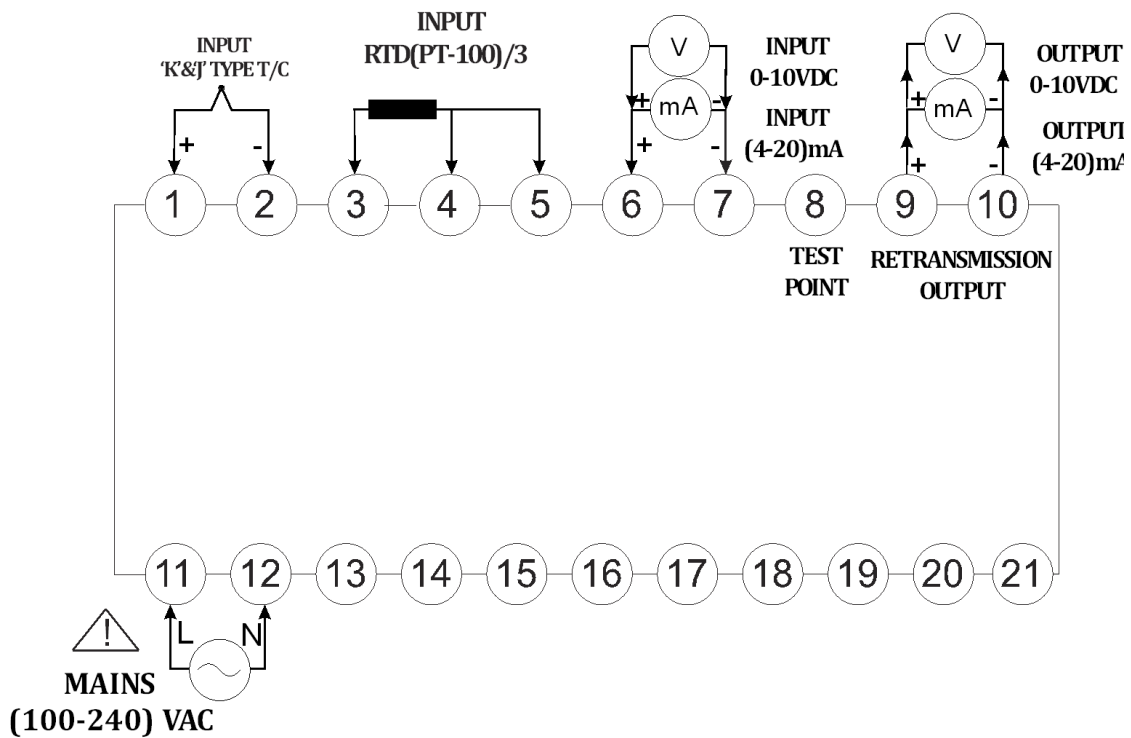 INPUT
'K'&'J' TYPE T/C
+
-
INPUT
RTD(PT-100)/3
V
+
-
mA
+
-
INPUT
0-10VDC
INPUT
(4-20)mA
V
+
-
mA
+
-
OUTPUT
0-10VDC
OUTPUT
(4-20)mA
1 2 3 4 5 6 7 8 9 10
TEST
POINT
RETRANSMISSION
OUTPUT
11 12 13 14 15 16 17 18 19 20 21
!
L N
MAINS
(100-240) VAC